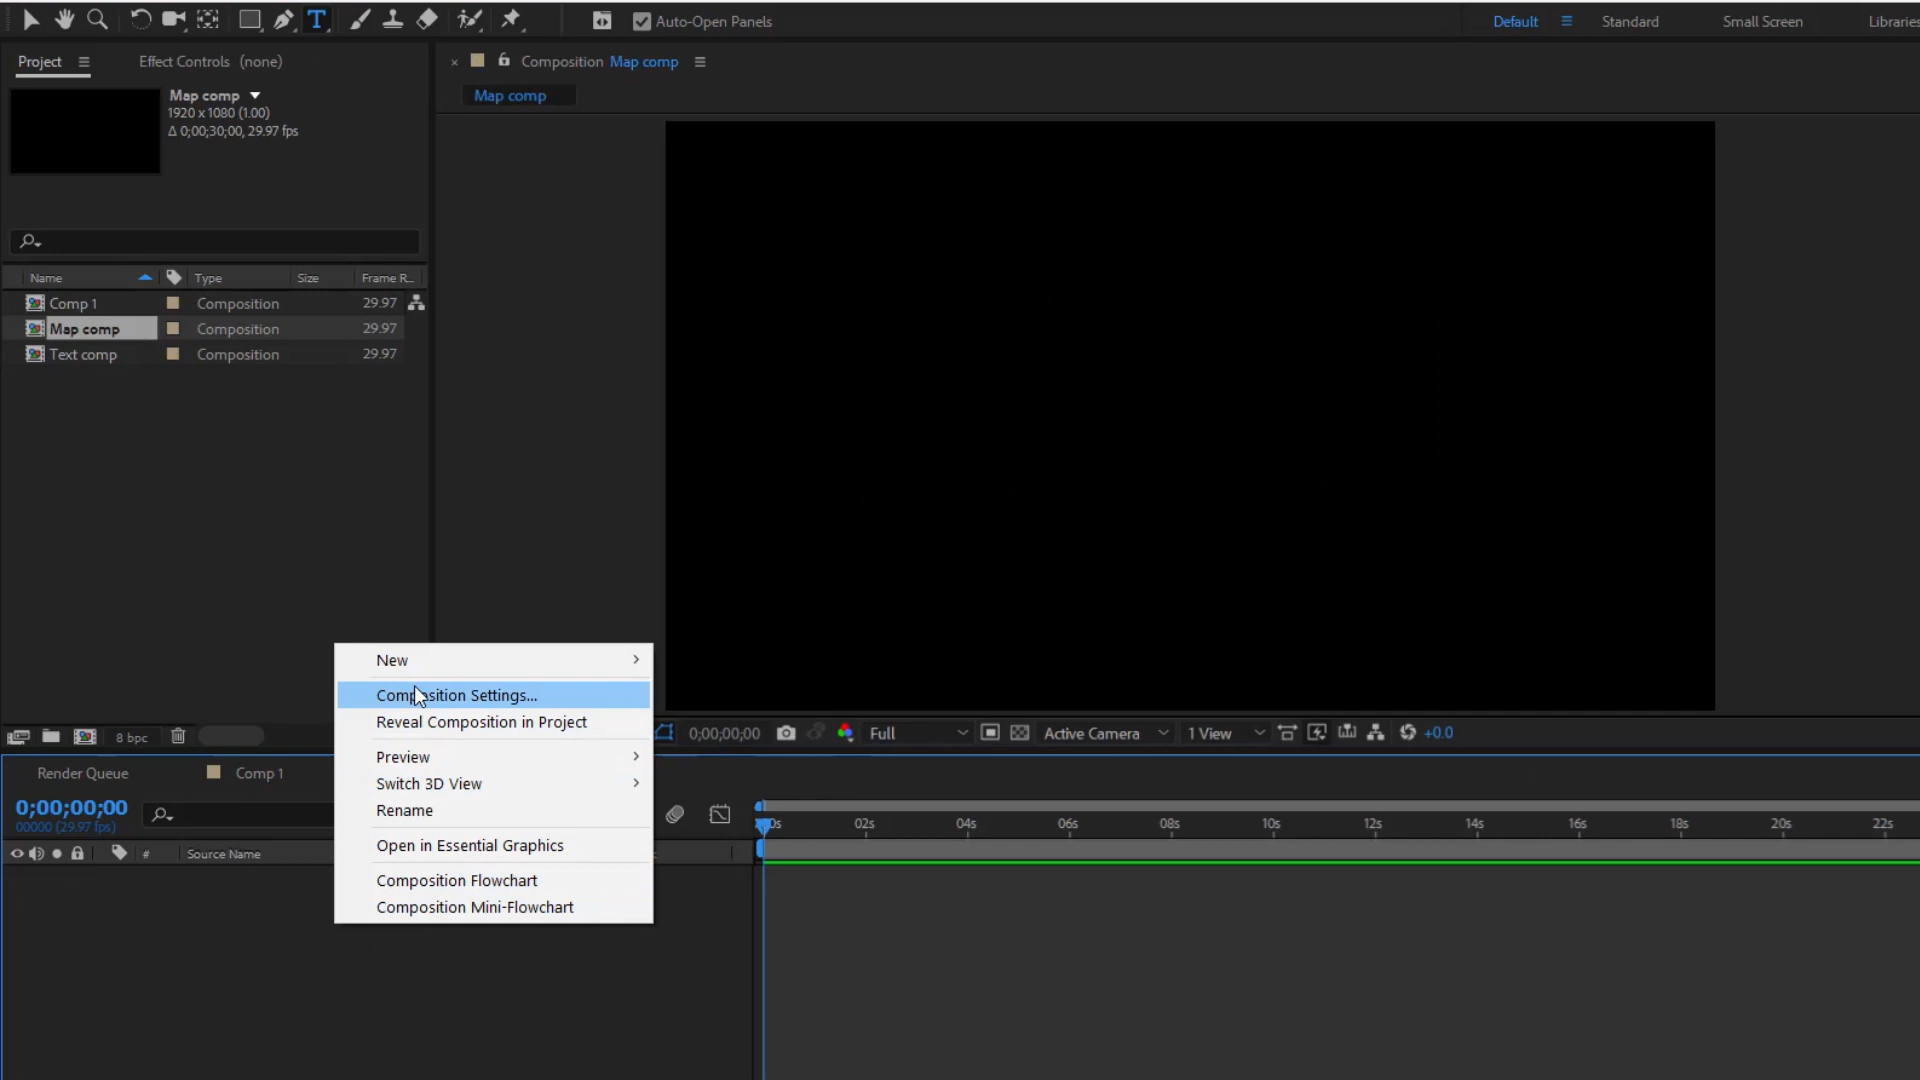 T
Auto-Open Panels
Default
Standard
Small Screen
Libraries
Project
Effect Controls (none)
Composition Map comp
Map comp
1920 x 1080 (1.00)
Δ 0;00;30;00, 29.97 fps
Map comp
Name
Type
Size
Frame R...
Comp 1 Composition 29.97
Map comp Composition 29.97
Text comp Composition 29.97
New
Composition Settings...
Reveal Composition in Project
Preview
Switch 3D View
Rename
Open in Essential Graphics
Composition Flowchart
Composition Mini-Flowchart
8 bpc
0;00;00;00
Full
Active Camera
1 View
+0.0
Render Queue
Comp 1
0;00;00;00
00000 (29.97 fps)
# Source Name
02s 04s 06s 08s 10s 12s 14s 16s 18s 20s 22s